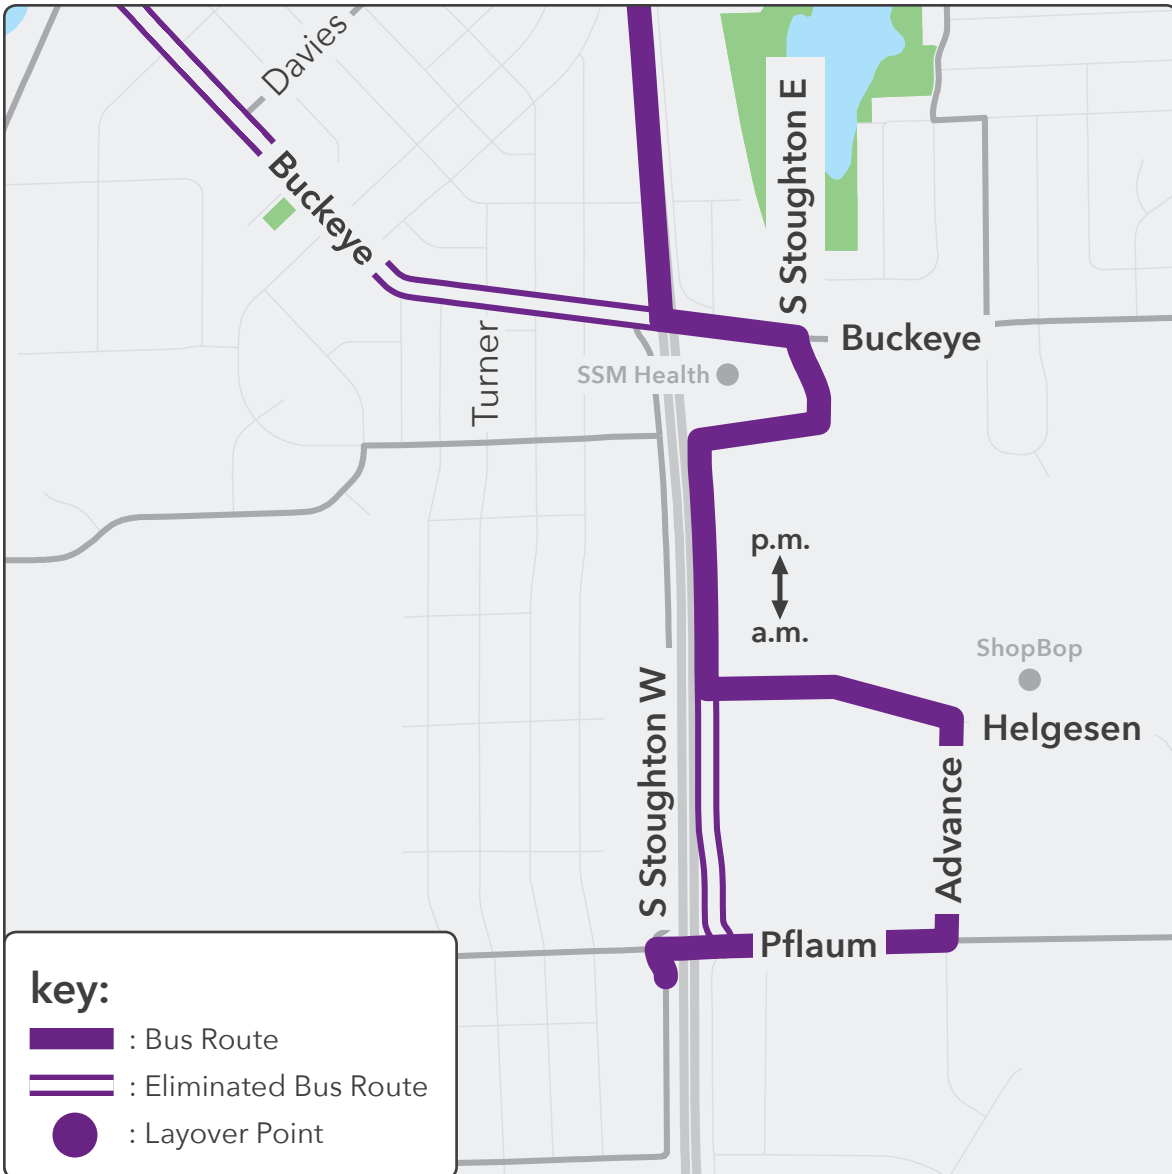 Davies
Buckeye
S Stoughton E
Buckeye
Turner
SSM Health
p.m.
a.m.
ShopBop
Helgesen
S Stoughton W
Advance
Pflaum
key:
: Bus Route
: Eliminated Bus Route
: Layover Point